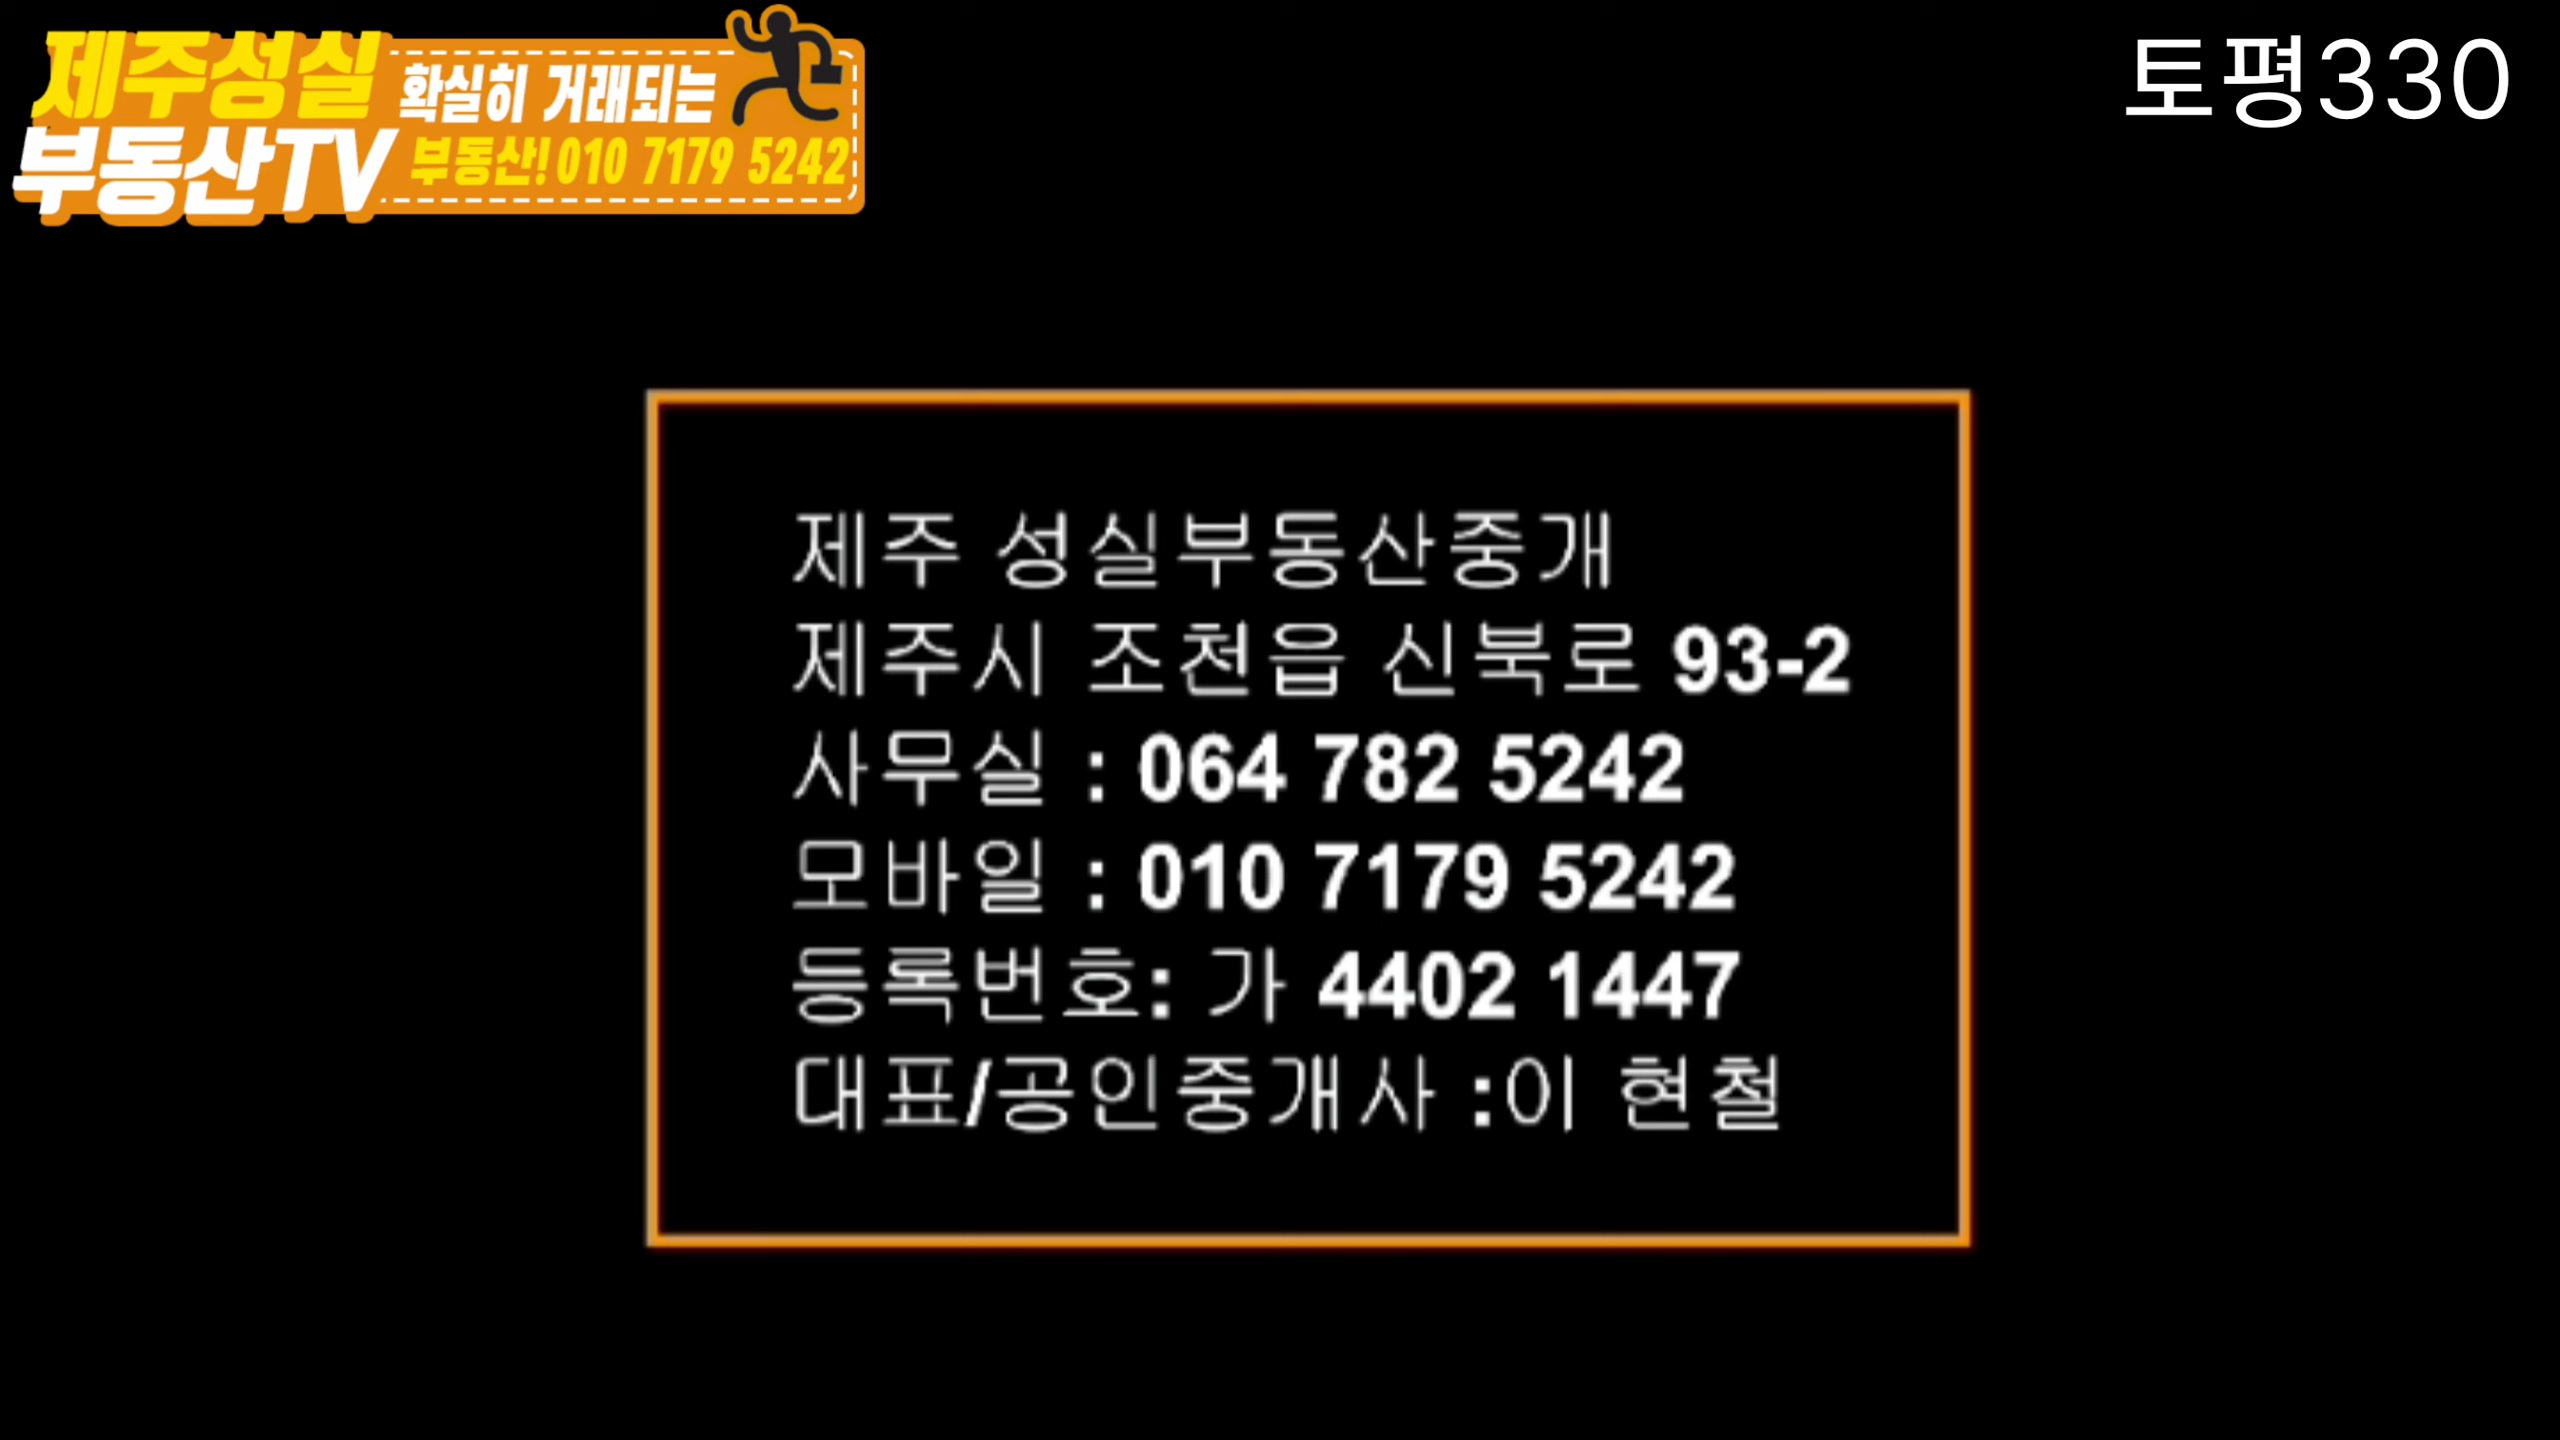 제주성실
부동산TV
확실히 거래되는
부동산! 010 7179 5242
토평330
제주 성실부동산중개
제주시 조천읍 신북로 93-2
사무실 : 064 782 5242
모바일 : 010 7179 5242
등록번호: 가 4402 1447
대표/공인중개사 :이 현철